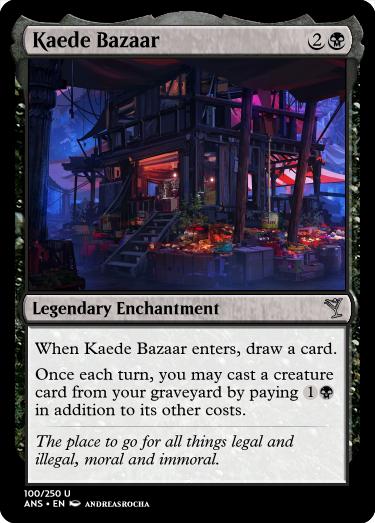 Kaede Bazaar 2
Legendary Enchantment
When Kaede Bazaar enters, draw a card.
Once each turn, you may cast a creature
card from your graveyard by paying 1
in addition to its other costs.
The place to go for all things legal and
illegal, moral and immoral.
100/250 U
ANS • EN ANDREASROCHA